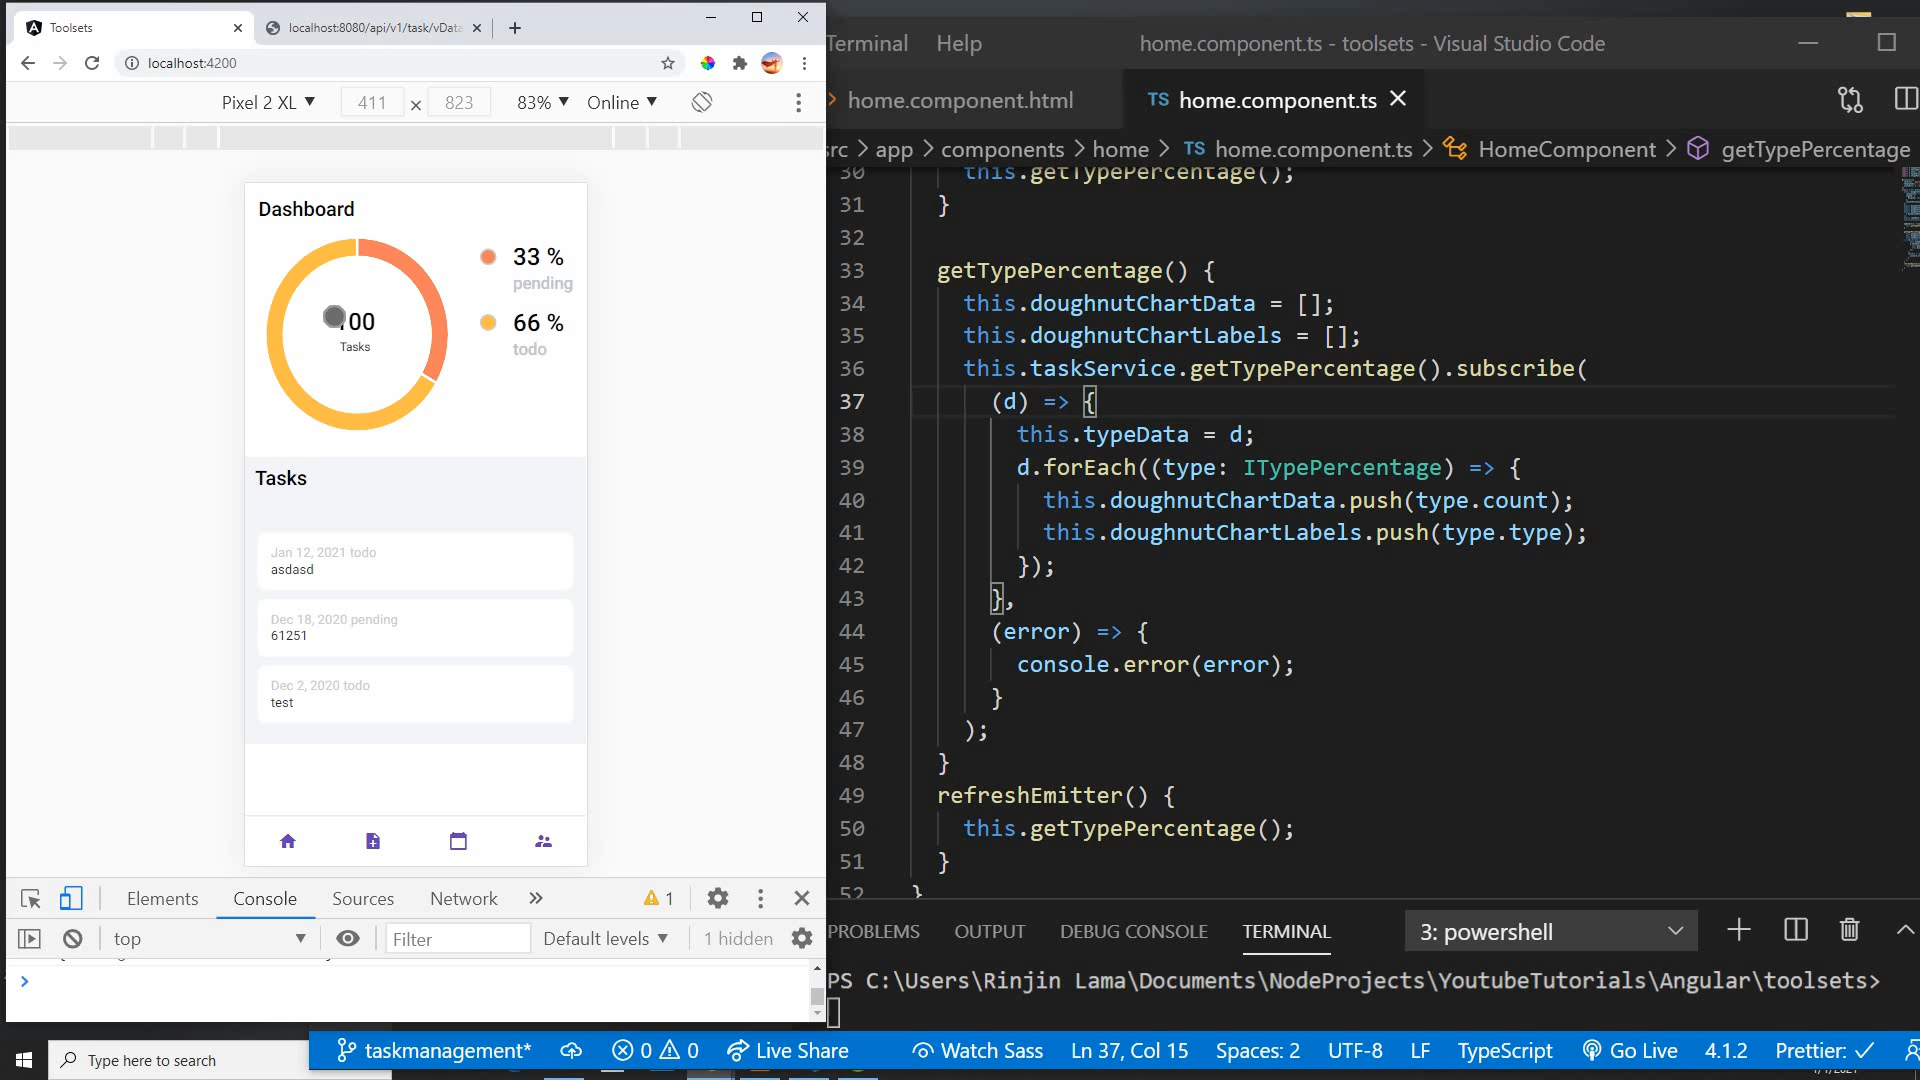 Toolsets
localhost:8080/api/v1/task/vData
localhost:4200
Pixel 2 XL
411 × 823
83%
Online
Dashboard
33 %
pending
66 %
todo
Tasks
Tasks
Jan 12, 2021 todo
asdasd
Dec 18, 2020 pending
61251
Dec 2, 2020 todo
test
Elements
Console
Sources
Network
1
top
Filter
Default levels
1 hidden
Type here to search
Terminal Help
home.component.ts - toolsets - Visual Studio Code
home.component.html
TS home.component.ts
src > app > components > home > TS home.component.ts > HomeComponent > getTypePercentage
30 this.getTypePercentage();
31 }
32
33 getTypePercentage() {
34 this.doughnutChartData = [];
35 this.doughnutChartLabels = [];
36 this.taskService.getTypePercentage().subscribe(
37 (d) => {
38 this.typeData = d;
39 d.forEach((type: ITypePercentage) => {
40 this.doughnutChartData.push(type.count);
41 this.doughnutChartLabels.push(type.type);
42 });
43 },
44 (error) => {
45 console.error(error);
46 }
47 );
48 }
49 refreshEmitter() {
50 this.getTypePercentage();
51 }
52 }
PROBLEMS
OUTPUT
DEBUG CONSOLE
TERMINAL
3: powershell
PS C:\Users\Rinjin Lama\Documents\NodeProjects\YoutubeTutorials\Angular\toolsets>
taskmanagement*
0
0
Live Share
Watch Sass
Ln 37, Col 15
Spaces: 2
UTF-8
LF
TypeScript
Go Live
4.1.2
Prettier: ✓